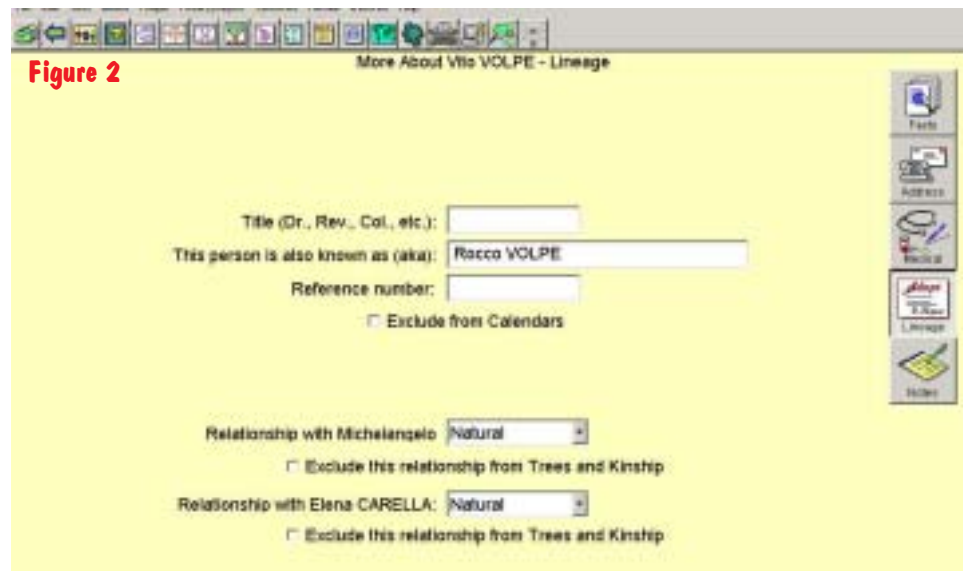 Figure 2
More About Vito VOLPE - Lineage
Facts
Address
Medical
Lineage
Notes
Title (Dr., Rev., Col., etc.):
This person is also known as (aka): Rocco VOLPE
Reference number:
Exclude from Calendars
Relationship with Michelangelo Natural
Exclude this relationship from Trees and Kinship
Relationship with Elena CARELLA: Natural
Exclude this relationship from Trees and Kinship